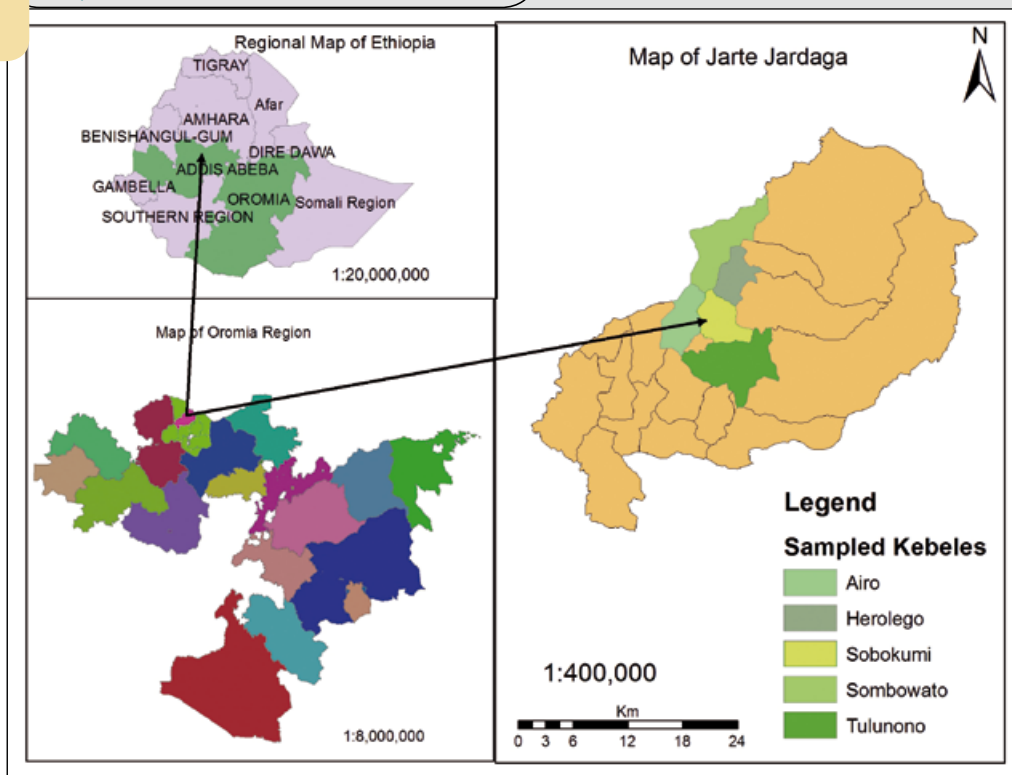 Regional Map of Ethiopia
TIGRAY
Afar
AMHARA
BENISHANGUL-GUM
DIRE DAWA
ADDIS ABEBA
GAMBELLA
OROMIA
Somali Region
SOUTHERN REGION
1:20,000,000
Map of Oromia Region
1:8,000,000
Map of Jarte Jardaga
N
Legend
Sampled Kebeles
Airo
Herolego
Sobokumi
Sombowato
Tulunono
1:400,000
Km
0 3 6 12 18 24